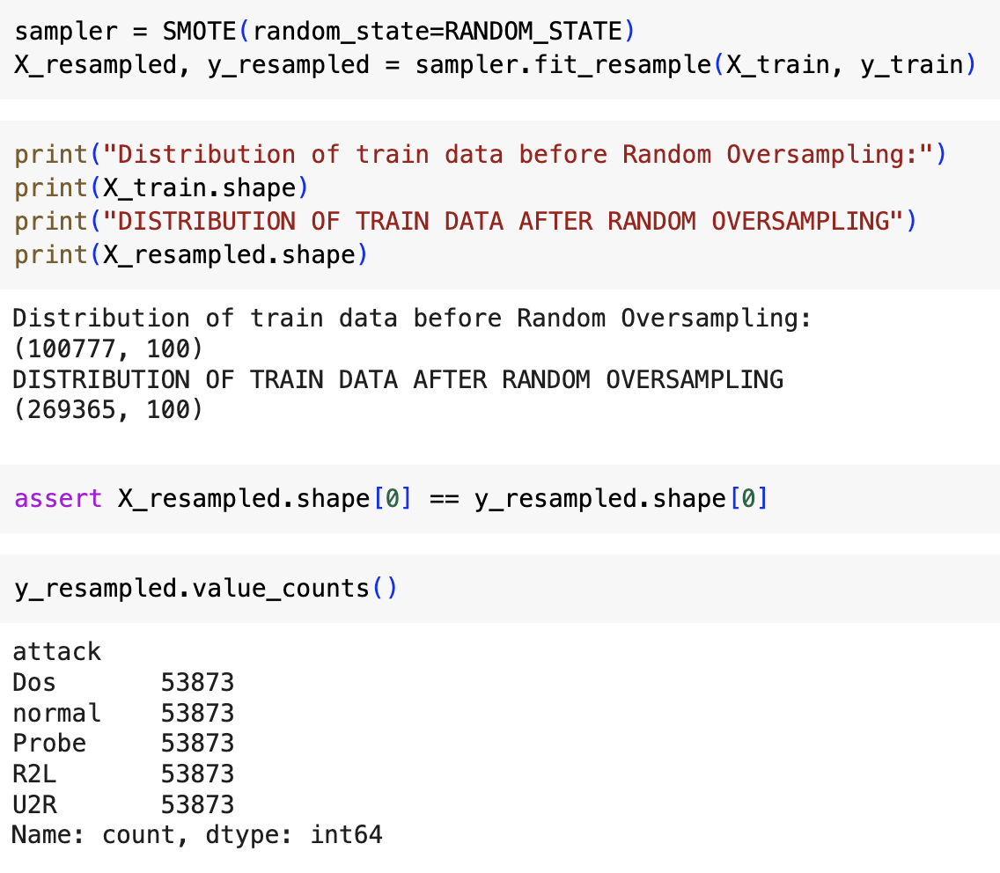 sampler = SMOTE(random_state=RANDOM_STATE)
X_resampled, y_resampled = sampler.fit_resample(X_train, y_train)
print("Distribution of train data before Random Oversampling:")
print(X_train.shape)
print("DISTRIBUTION OF TRAIN DATA AFTER RANDOM OVERSAMPLING")
print(X_resampled.shape)
Distribution of train data before Random Oversampling:
(100777, 100)
DISTRIBUTION OF TRAIN DATA AFTER RANDOM OVERSAMPLING
(269365, 100)
assert X_resampled.shape[0] == y_resampled.shape[0]
y_resampled.value_counts()
attack
Dos       53873
normal    53873
Probe     53873
R2L       53873
U2R       53873
Name: count, dtype: int64